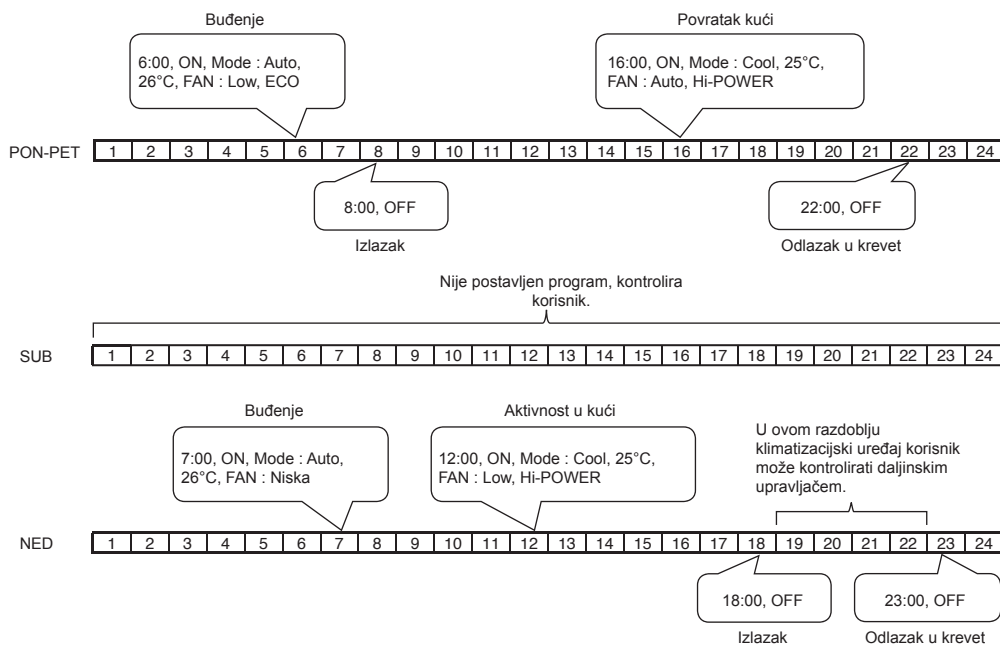 Buđenje
Povratak kući
6:00, ON, Mode : Auto,
26°C, FAN : Low, ECO
16:00, ON, Mode : Cool, 25°C,
FAN : Auto, Hi-POWER
PON-PET 1 2 3 4 5 6 7 8 9 10 11 12 13 14 15 16 17 18 19 20 21 22 23 24
8:00, OFF
22:00, OFF
Izlazak
Odlazak u krevet
Nije postavljen program, kontrolira
korisnik.
SUB 1 2 3 4 5 6 7 8 9 10 11 12 13 14 15 16 17 18 19 20 21 22 23 24
Buđenje
Aktivnost u kući
7:00, ON, Mode : Auto,
26°C, FAN : Niska
12:00, ON, Mode : Cool, 25°C,
FAN : Low, Hi-POWER
U ovom razdoblju
klimatizacijski uređaj korisnik
može kontrolirati daljinskim
upravljačem.
NED 1 2 3 4 5 6 7 8 9 10 11 12 13 14 15 16 17 18 19 20 21 22 23 24
18:00, OFF
23:00, OFF
Izlazak
Odlazak u krevet